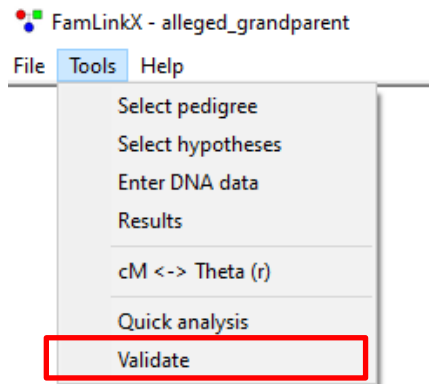 FamLinkX - alleged_grandparent
File Tools Help
Select pedigree
Select hypotheses
Enter DNA data
Results
cM <-> Theta (r)
Quick analysis
Validate